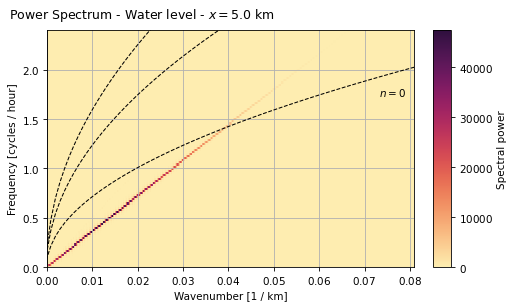 Power Spectrum - Water level - x = 5.0 km
Frequency [cycles / hour]
2.0
1.5
1.0
0.5
0.0
n = 0
0.00 0.01 0.02 0.03 0.04 0.05 0.06 0.07 0.08
Wavenumber [1 / km]
40000
30000
20000
10000
0
Spectral power